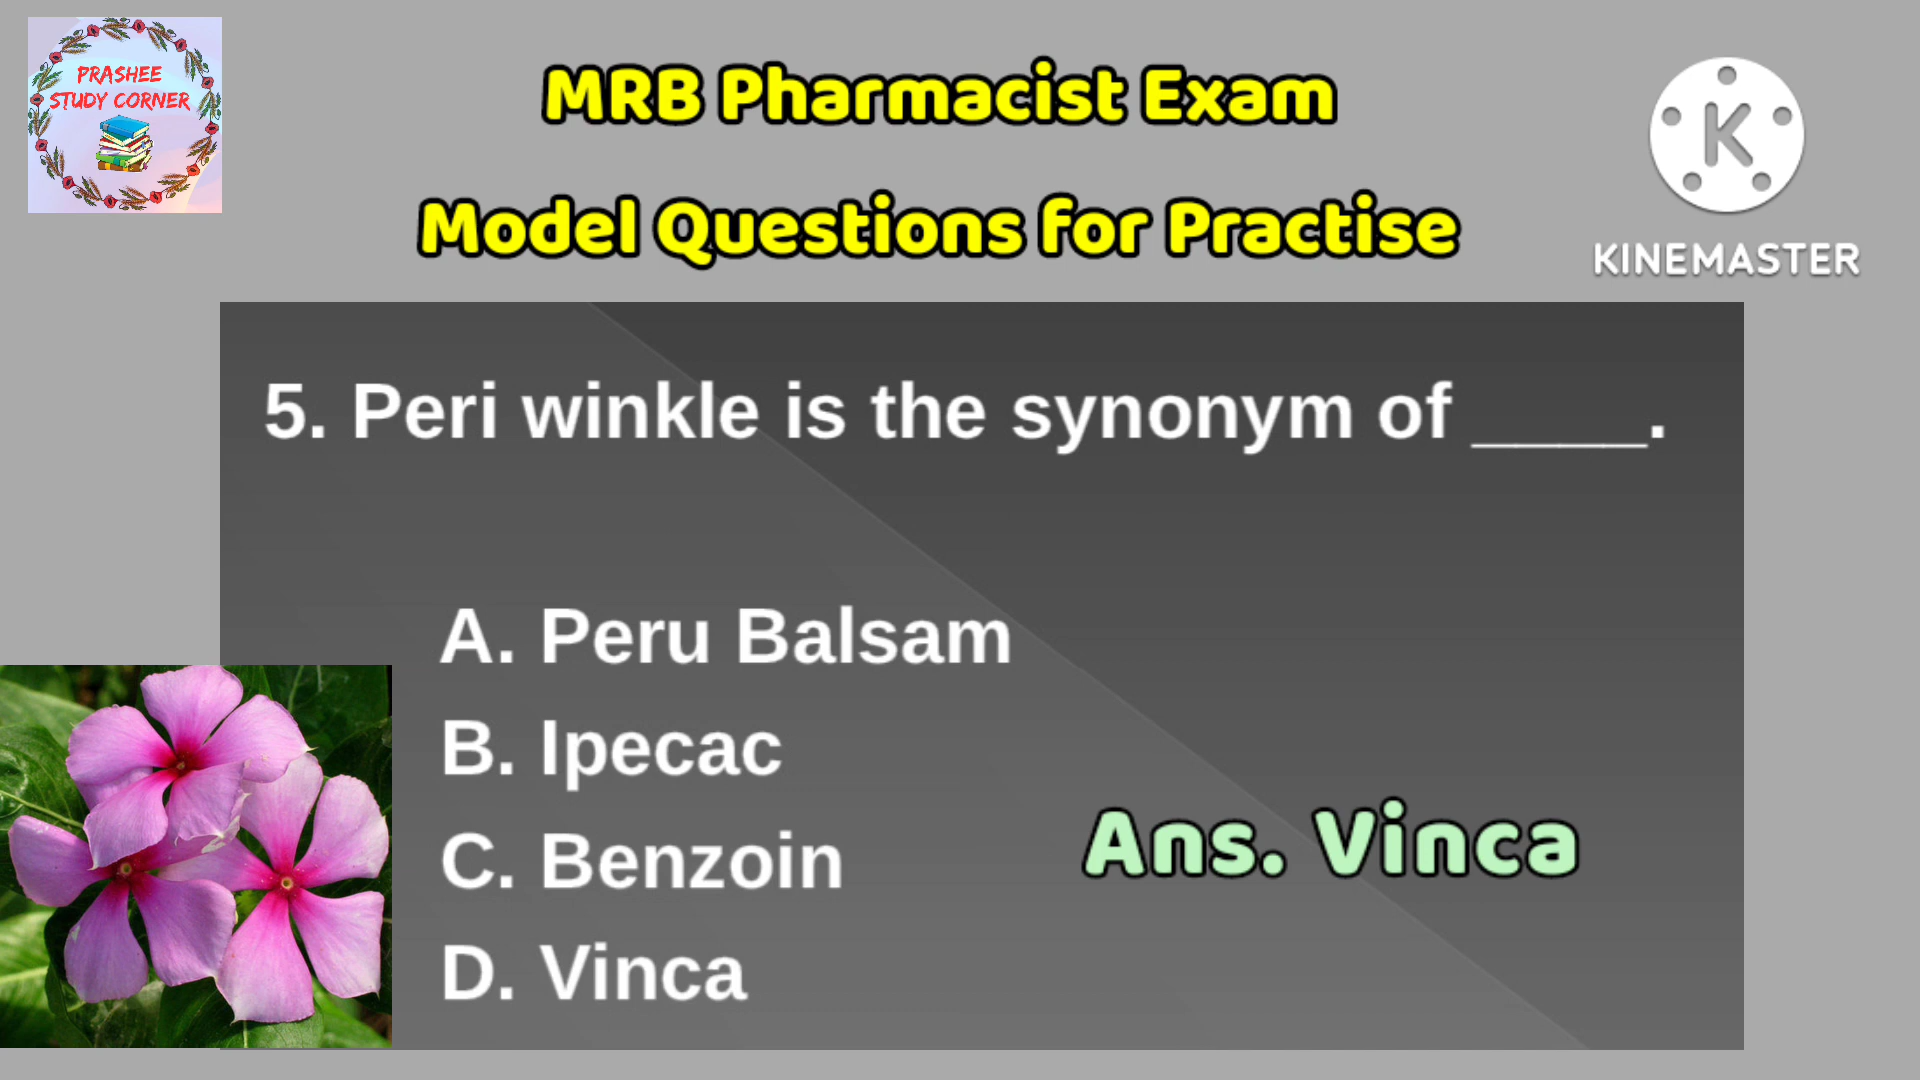 PRASHEE
STUDY CORNER
MRB Pharmacist Exam
Model Questions for Practise
K
KINEMASTER
5. Peri winkle is the synonym of ____.
A. Peru Balsam
B. Ipecac
C. Benzoin
D. Vinca
Ans. Vinca